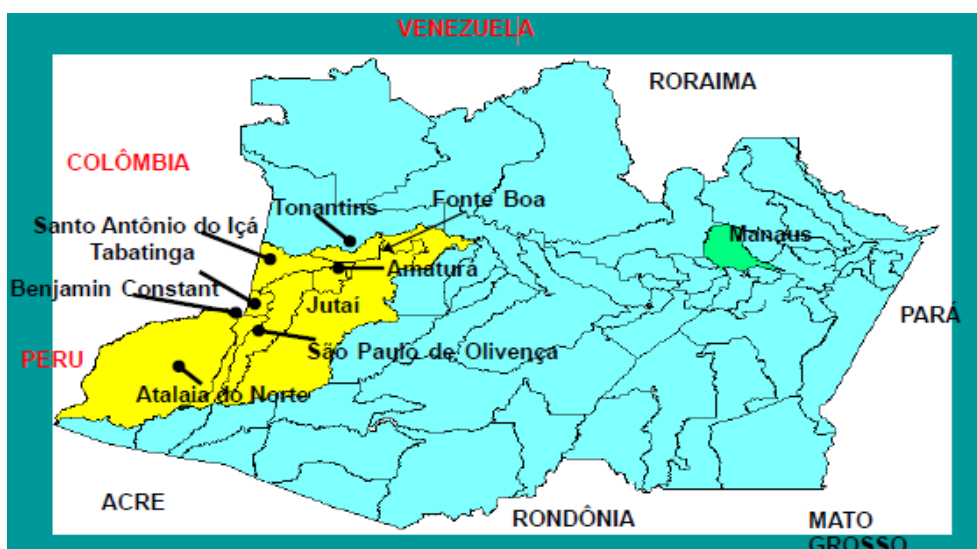 VENEZUELA
RORAIMA
COLÔMBIA
Tonantins
Fonte Boa
Santo Antônio do Içá
Tabatinga
Manaus
Amaturá
Benjamin Constant
Jutaí
PARÁ
São Paulo de Olivença
PERU
Atalaia do Norte
ACRE
RONDÔNIA
MATO
GROSSO